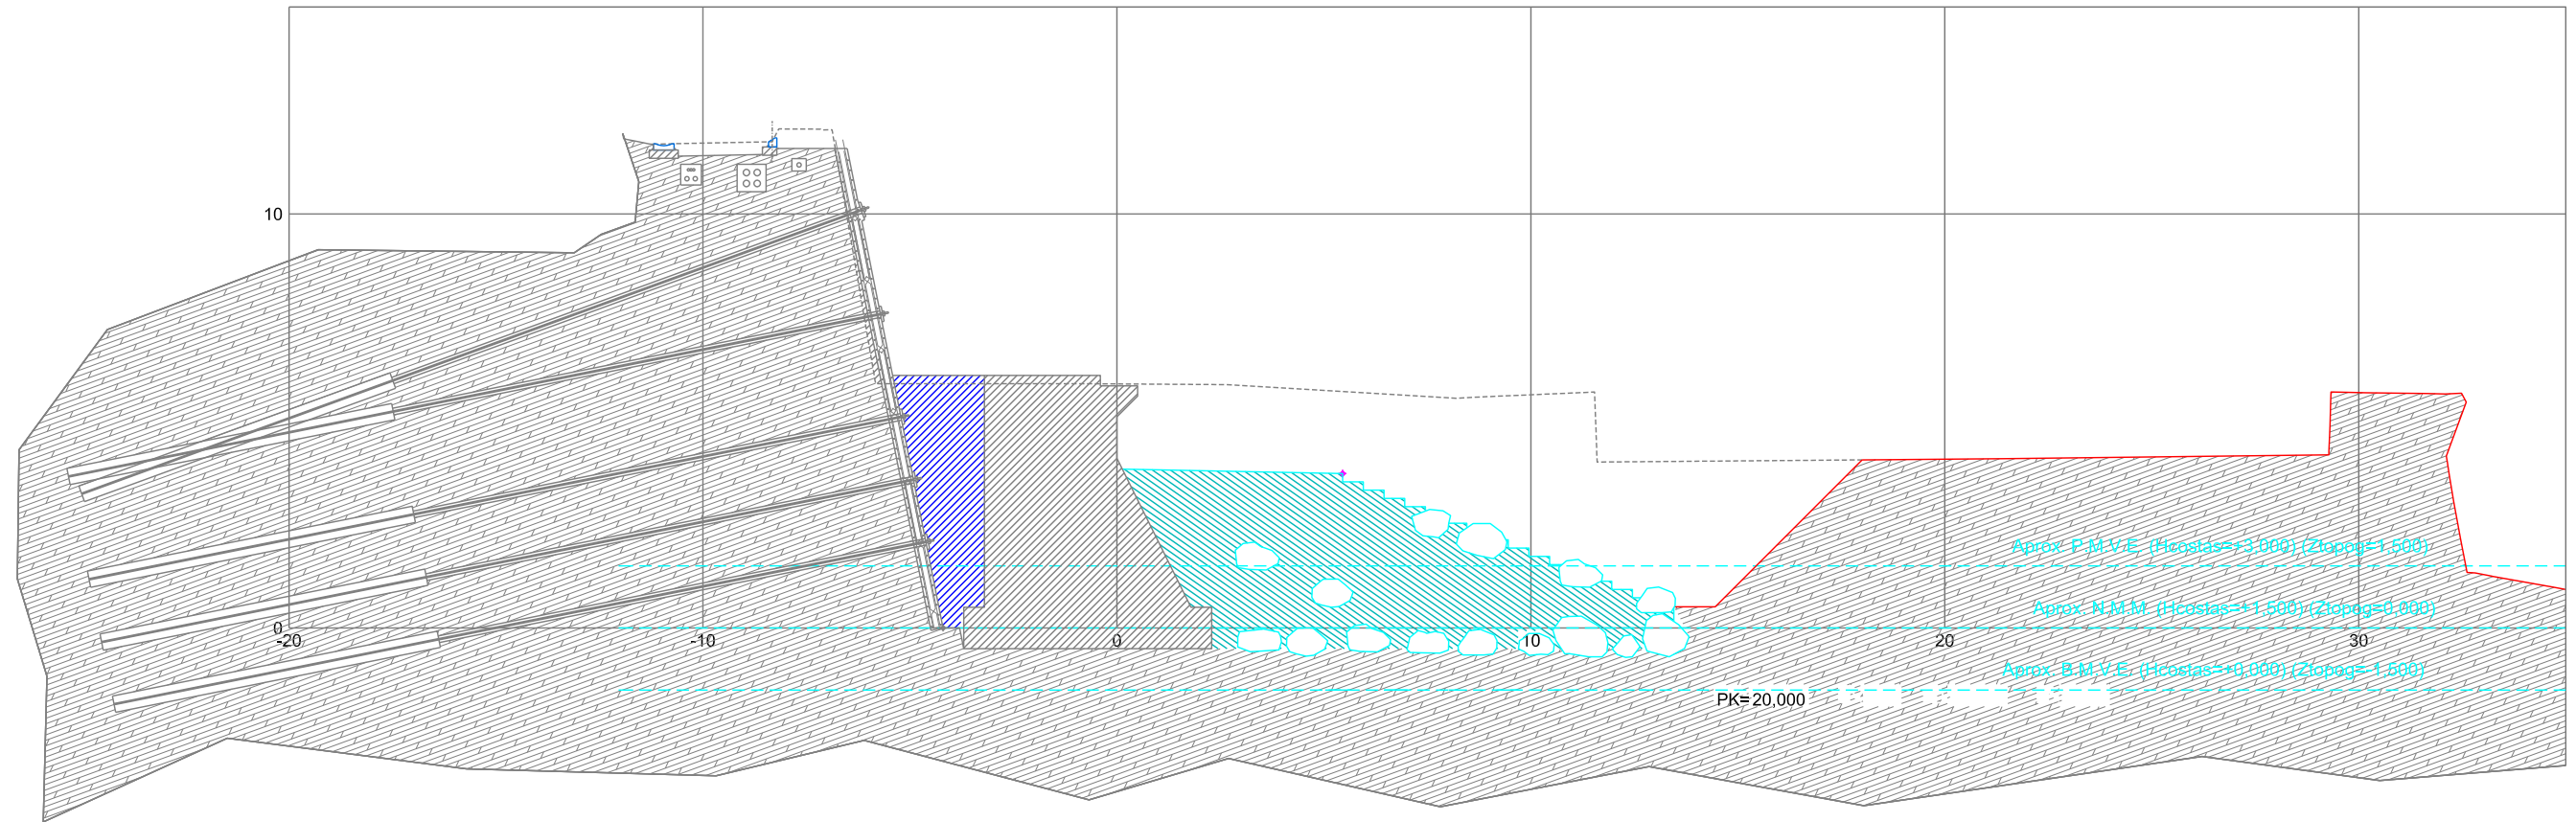 10
Aprox. P.M.V.E. (Hcostas=+3,000) (Ztopog=1,500)
Aprox. N.M.M. (Hcostas=+1,500) (Ztopog=0,000)
0
-20 -10 0 10 20 30
Aprox. B.M.V.E. (Hcostas=+0,000) (Ztopog=-1,500)
PK=20,000